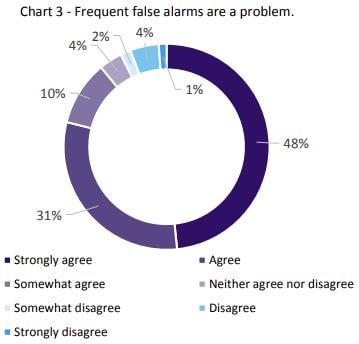 Chart 3 - Frequent false alarms are a problem.
4%
2%
4%
1%
10%
48%
31%
Strongly agree
Agree
Somewhat agree
Neither agree nor disagree
Somewhat disagree
Disagree
Strongly disagree